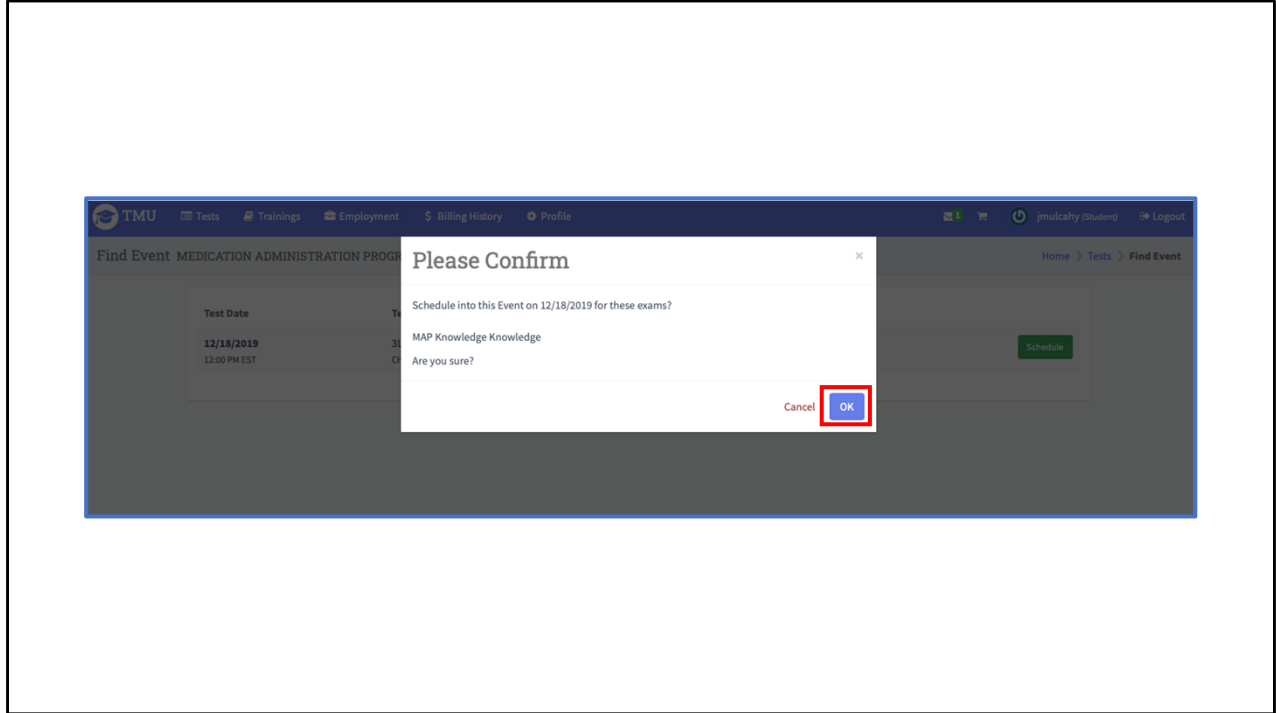 TMU Tests Trainings Employment $ Billing History Profile 1 jmulcahy (Student) Logout
Find Event MEDICATION ADMINISTRATION PROGR
Home > Tests > Find Event
Please Confirm ×
Schedule into this Event on 12/18/2019 for these exams?
MAP Knowledge Knowledge
Are you sure?
Cancel OK
Test Date
12/18/2019
12:00 PM EST
Schedule